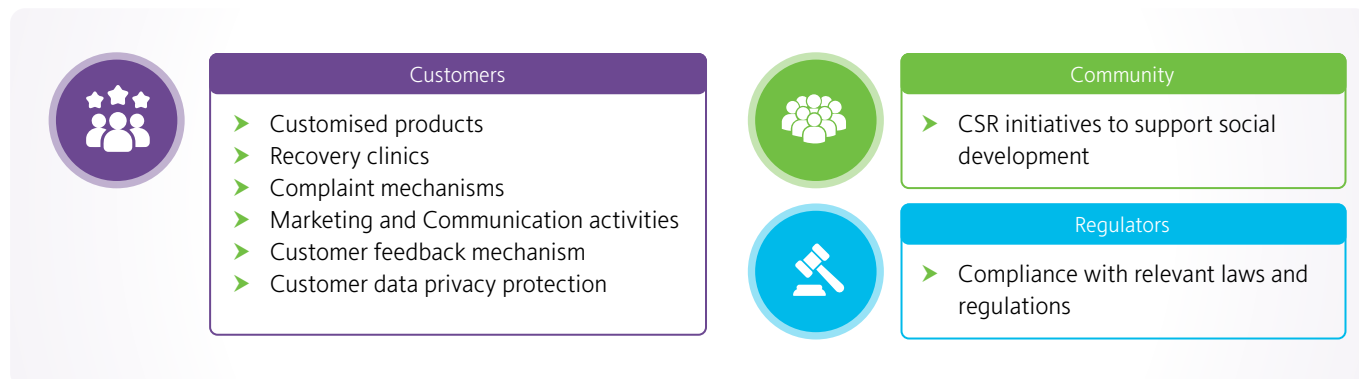 Customers
Customised products
Recovery clinics
Complaint mechanisms
Marketing and Communication activities
Customer feedback mechanism
Customer data privacy protection
Community
CSR initiatives to support social
development
Regulators
Compliance with relevant laws and
regulations